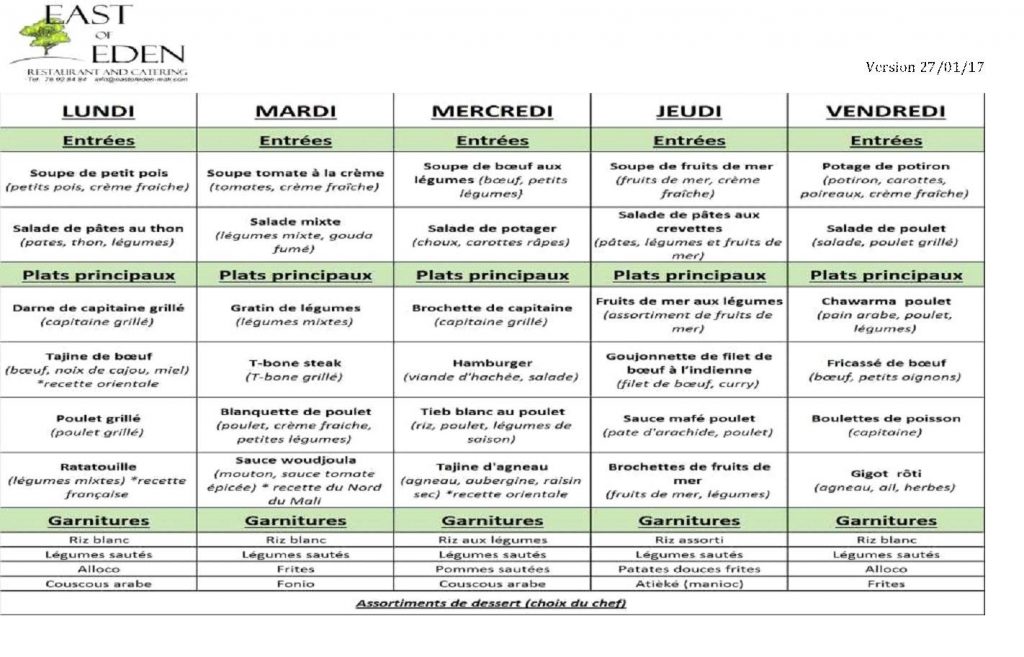 EAST
OF
EDEN
RESTAURANT AND CATERING
Version 27/01/17
LUNDI MARDI MERCREDI JEUDI VENDREDI
Entrées Entrées Entrées Entrées Entrées
Soupe de petit pois
(petits pois, crème fraiche)
Soupe tomate à la crème
(tomates, crème fraîche)
Soupe de bœuf aux
légumes (bœuf, petits
légumes}
Soupe de fruits de mer
(fruits de mer, crème
fraîche)
Potage de potiron
(potiron, carottes,
poireaux, crème fraîche)
Salade de pâtes au thon
(pates, thon, légumes)
Salade mixte
(légumes mixte, gouda
fumé)
Salade de potager
(choux, carottes râpes)
Salade de pâtes aux
crevettes
(pâtes, légumes et fruits de
mer)
Salade de poulet
(salade, poulet grillé)
Plats principaux Plats principaux Plats principaux Plats principaux Plats principaux
Darne de capitaine grillé
(capitaine grillé)
Gratin de légumes
(légumes mixtes)
Brochette de capitaine
(capitaine grillé)
Fruits de mer aux légumes
(assortiment de fruits de
mer)
Chawarma poulet
(pain arabe, poulet,
légumes)
Tajine de bœuf
(bœuf, noix de cajou, miel)
*recette orientale
T-bone steak
(T-bone grillé)
Hamburger
(viande d'hachée, salade)
Goujonnette de filet de
bœuf à l'indienne
(filet de bœuf, curry)
Fricassé de bœuf
(bœuf, petits oignons)
Poulet grillé
(poulet grillé)
Blanquette de poulet
(poulet, crème fraiche,
petites légumes)
Tieb blanc au poulet
(riz, poulet, légumes de
saison)
Sauce mafé poulet
(pate d'arachide, poulet)
Boulettes de poisson
(capitaine)
Ratatouille
(légumes mixtes) *recette
française
Sauce woudjoula
(mouton, sauce tomate
épicée) * recette du Nord
du Mali
Tajine d'agneau
(agneau, aubergine, raisin
sec) *recette orientale
Brochettes de fruits de
mer
(fruits de mer, légumes)
Gigot rôti
(agneau, ail, herbes)
Garnitures Garnitures Garnitures Garnitures Garnitures
Riz blanc Riz blanc Riz aux légumes Riz assorti Riz blanc
Légumes sautés Légumes sautés Légumes sautés Légumes sautés Légumes sautés
Alloco Frites Pommes sautées Patates douces frites Alloco
Couscous arabe Fonio Couscous arabe Atièké (manioc) Frites
Assortiments de dessert (choix du chef)